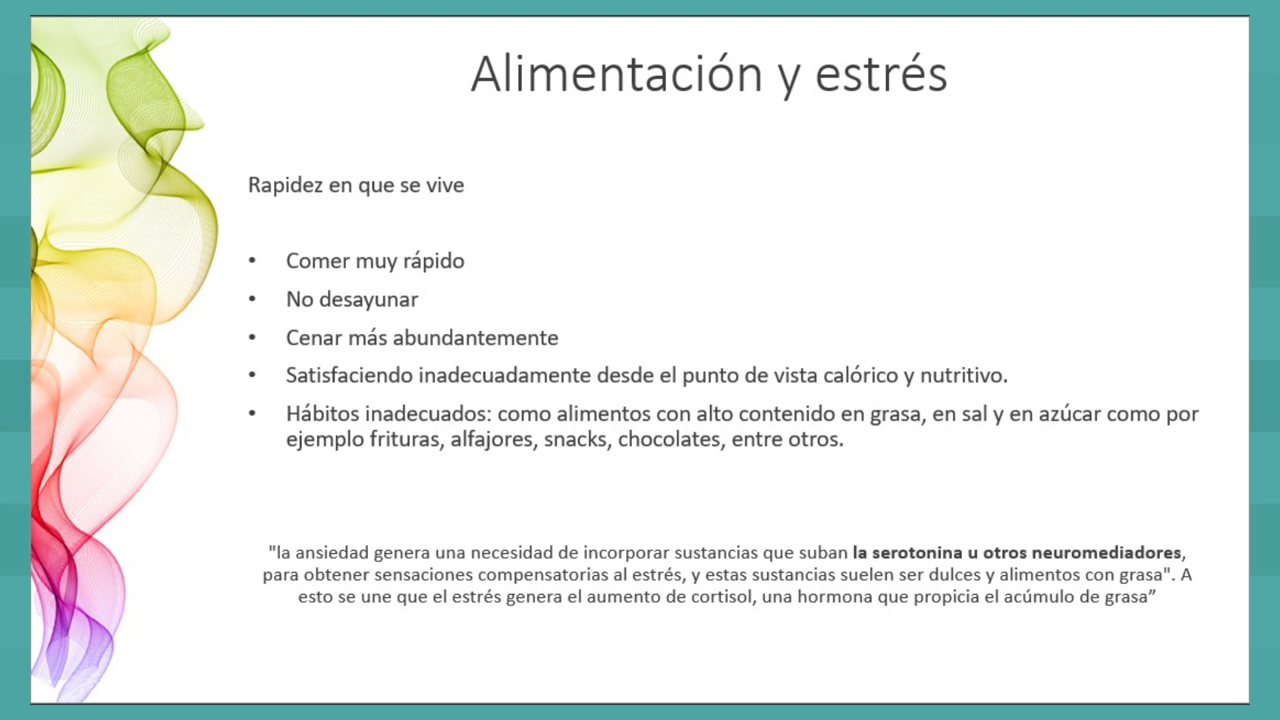 Alimentación y estrés
Rapidez en que se vive
• Comer muy rápido
• No desayunar
• Cenar más abundantemente
• Satisfaciendo inadecuadamente desde el punto de vista calórico y nutritivo.
• Hábitos inadecuados: como alimentos con alto contenido en grasa, en sal y en azúcar como por
ejemplo frituras, alfajores, snacks, chocolates, entre otros.
"la ansiedad genera una necesidad de incorporar sustancias que suban la serotonina u otros neuromediadores,
para obtener sensaciones compensatorias al estrés, y estas sustancias suelen ser dulces y alimentos con grasa". A
esto se une que el estrés genera el aumento de cortisol, una hormona que propicia el acúmulo de grasa”